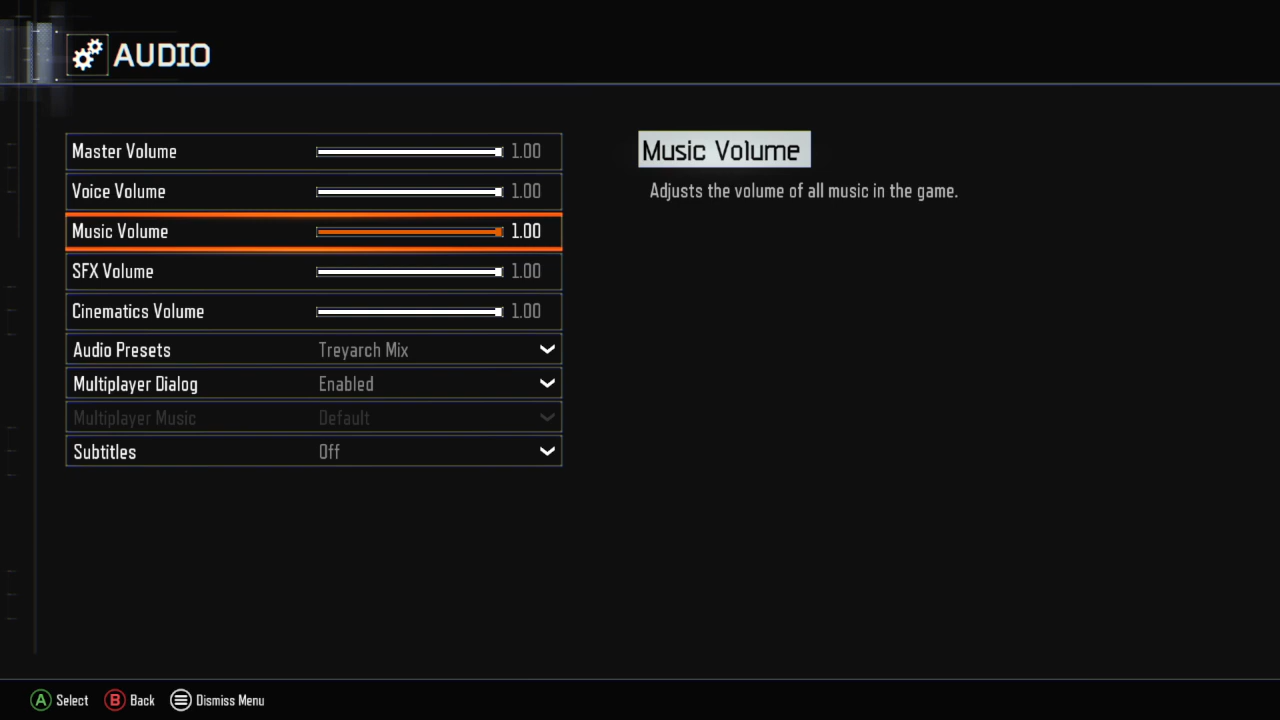 AUDIO
Master Volume 1.00
Voice Volume 1.00
Music Volume 1.00
SFX Volume 1.00
Cinematics Volume 1.00
Audio Presets Treyarch Mix
Multiplayer Dialog Enabled
Multiplayer Music Default
Subtitles Off
Music Volume
Adjusts the volume of all music in the game.
A Select B Back Dismiss Menu